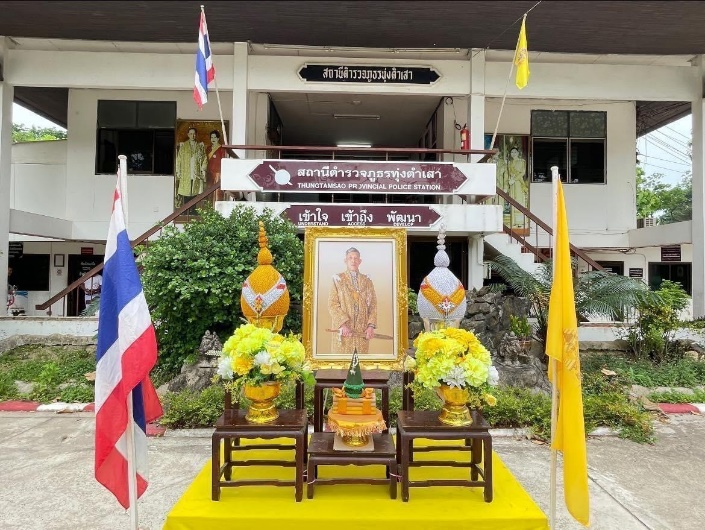 สถานีตำรวจภูธรทุ่งตำเสา
สถานีตำรวจภูธรทุ่งตำเสา
THUNGTAMSAO PROVINCIAL POLICE STATION
เข้าใจ เข้าถึง พัฒนา
UNDERSTAND ACCESS DEVELOP